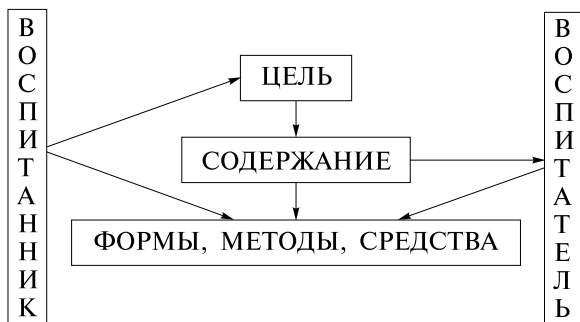 ВОСПИТАННИК
ЦЕЛЬ
СОДЕРЖАНИЕ
ФОРМЫ, МЕТОДЫ, СРЕДСТВА
ВОСПИТАТЕЛЬ